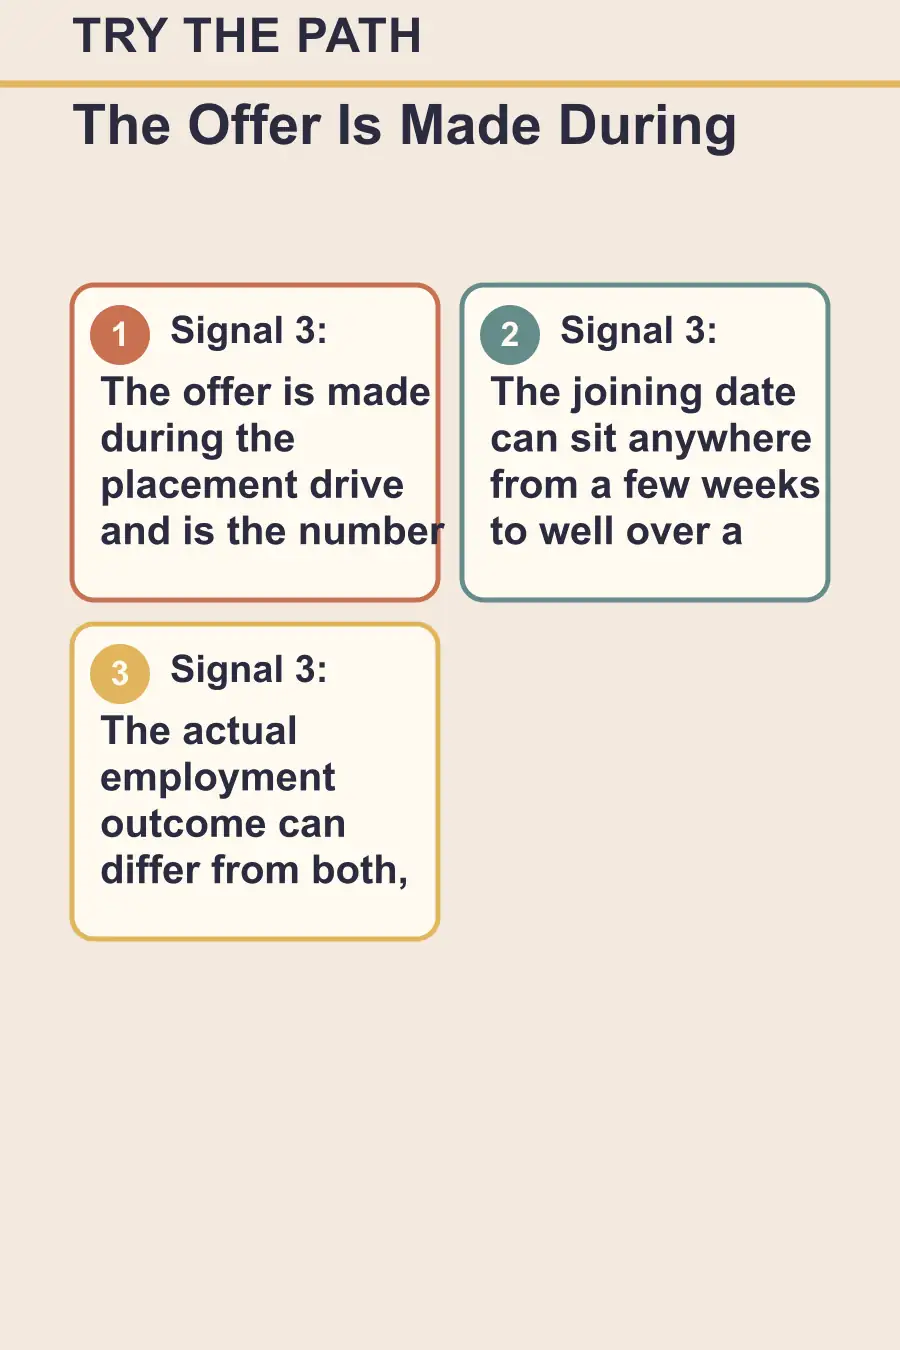 TRY THE PATH
The Offer Is Made During
1 Signal 3:
The offer is made
during the
placement drive
and is the number
2 Signal 3:
The joining date
can sit anywhere
from a few weeks
to well over a
3 Signal 3:
The actual
employment
outcome can
differ from both,